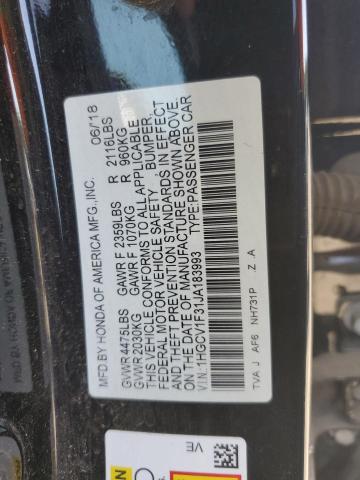 MFD.BY HONDA OF AMERICA MFG.,INC. 06/18
GVWR 4475LBS GAWR F 2359LBS R 2116LBS
GVWR 2030KG GAWR F 1070KG R 960KG
THIS VEHICLE CONFORMS TO ALL APPLICABLE
FEDERAL MOTOR VEHICLE SAFETY , BUMPER,
AND THEFT PREVENTION STANDARDS IN EFFECT
ON THE DATE OF MANUFACTURE SHOWN ABOVE.
V.I.N.:1HGCV1F31JA183993 TYPE:PASSENGER CAR
TVA J AF6 NH731P Z .A
VE